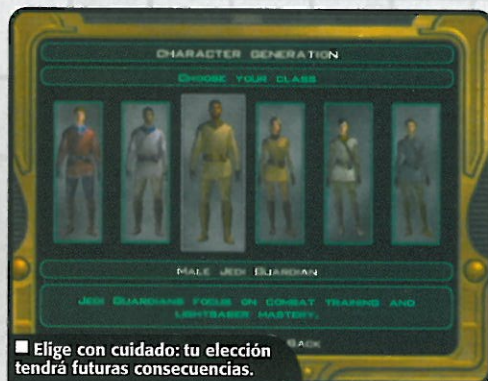 CHARACTER GENERATION
CHOOSE YOUR CLASS
MALE JEDI GUARDIAN
JEDI GUARDIANS FOCUS ON COMBAT TRAINING AND
LIGHTSABER MASTERY.
BACK
■ Elige con cuidado: tu elección
tendrá futuras consecuencias.